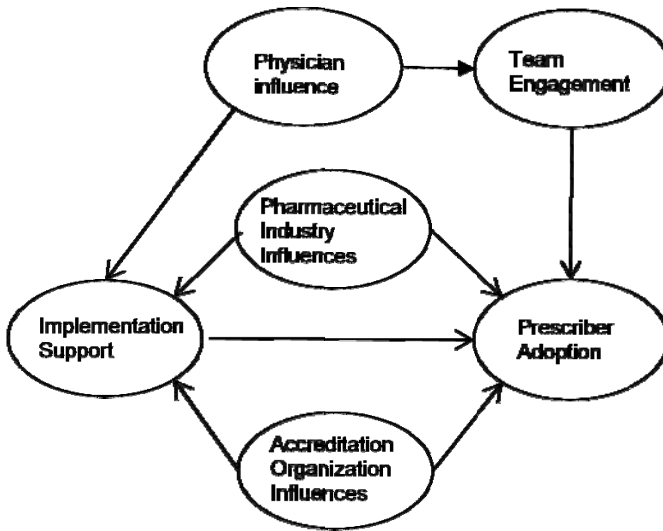 Physician
influence
Team
Engagement
Pharmaceutical
Industry
Influences
Implementation
Support
Prescriber
Adoption
Accreditation
Organization
Influences